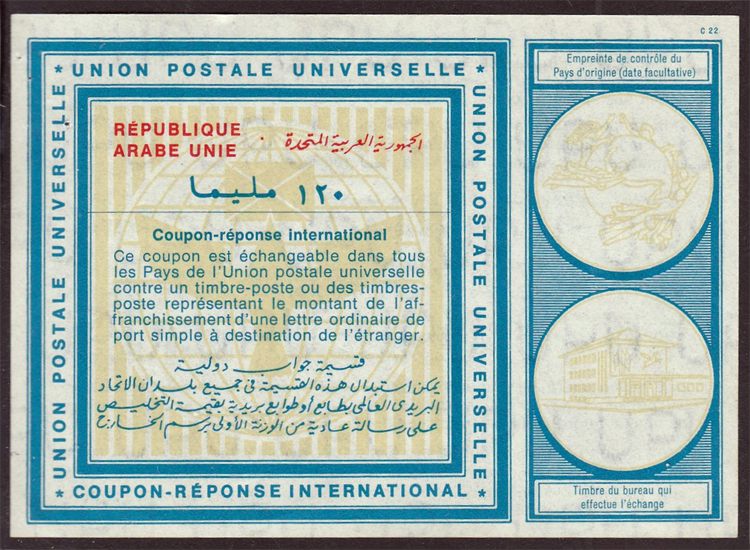 C 22
* UNION POSTALE UNIVERSELLE *
UNION POSTALE UNIVERSELLE
UNION POSTALE UNIVERSELLE
RÉPUBLIQUE
ARABE UNIE
الجمهورية العربية المتحدة
١٢٠ مليما
Coupon-réponse international
Ce coupon est échangeable dans tous
les Pays de l'Union postale universelle
contre un timbre-poste ou des timbres-
poste représentant le montant de l'af-
franchissement d'une lettre ordinaire de
port simple à destination de l'étranger.
قسيمة جواب دولية
يمكن استبدال هذه القسيمة فى جميع بلدان الاتحاد
البريدى العالمى بطابع أو طوابع بريدية بقيمة التخليص
على رسالة عادية من الوزنة الأولى برسم الخارج
* COUPON-RÉPONSE INTERNATIONAL *
Empreinte de contrôle du
Pays d'origine (date facultative)
Timbre du bureau qui
effectue l'échange